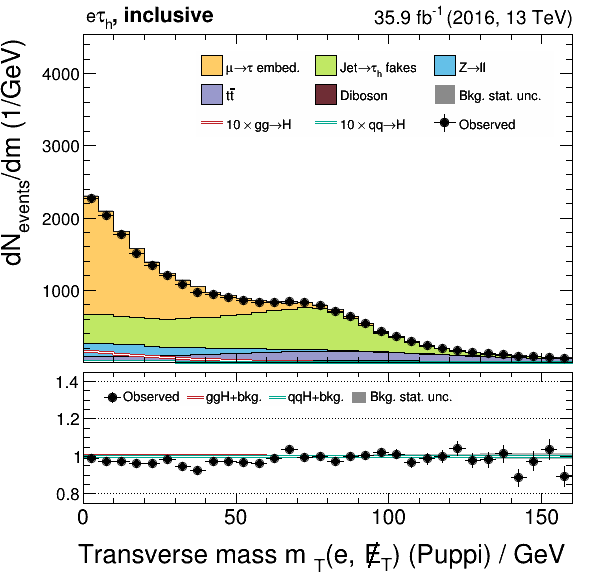 eτh, inclusive 35.9 fb-1 (2016, 13 TeV)
dNevents/dm (1/GeV)
4000
3000
2000
1000
μ→τ embed. Jet→τh fakes Z→ll
tt̄ Diboson Bkg. stat. unc.
10 × gg→H 10 × qq→H Observed
1.4
1.2
1
0.8
Observed ggH+bkg. qqH+bkg. Bkg. stat. unc.
0 50 100 150
Transverse mass m T(e, E̸T) (Puppi) / GeV